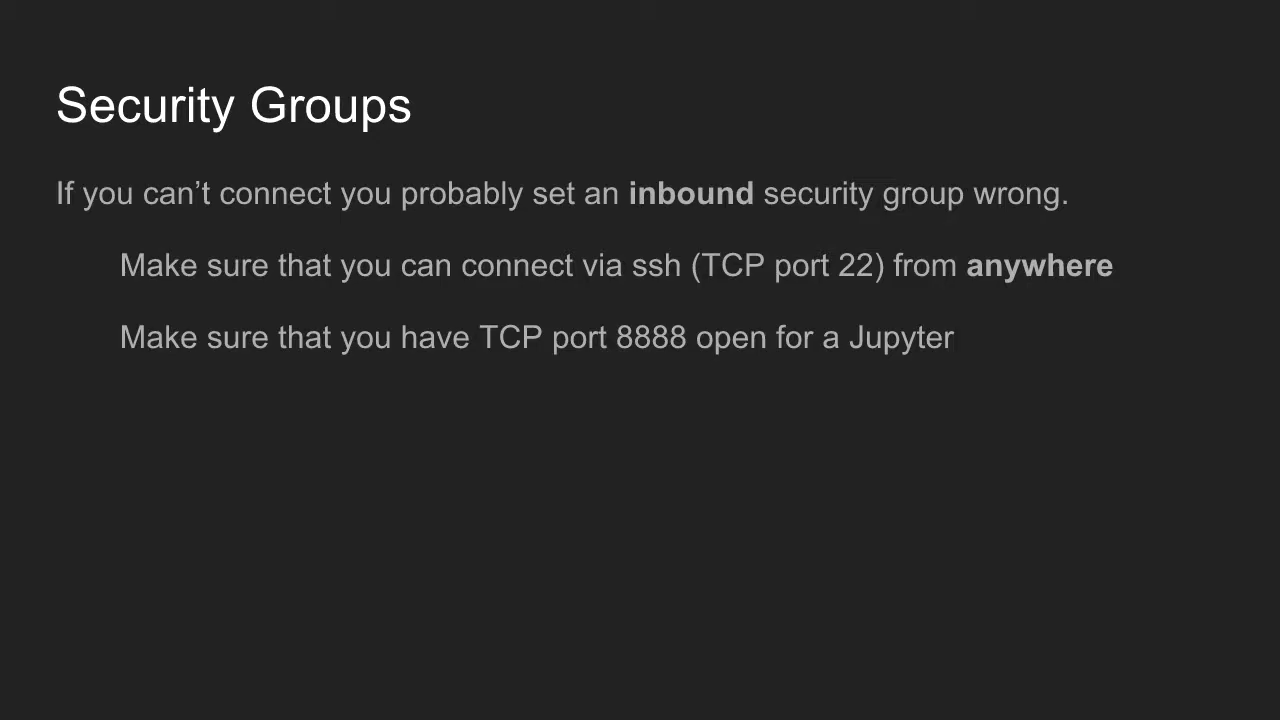 Security Groups
If you can’t connect you probably set an inbound security group wrong.
Make sure that you can connect via ssh (TCP port 22) from anywhere
Make sure that you have TCP port 8888 open for a Jupyter